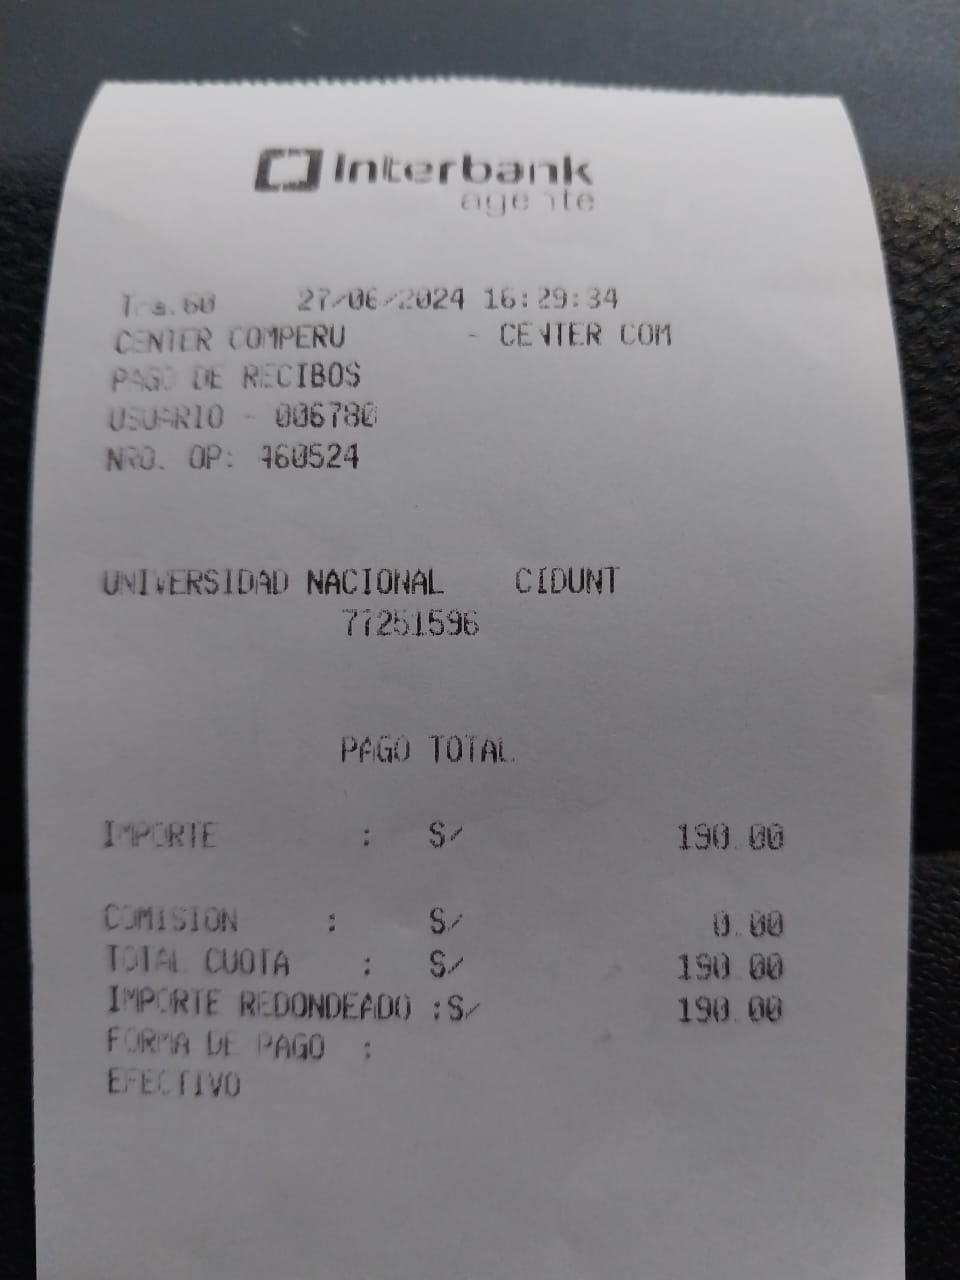 Interbank
agente
Tra.60 27/06/2024 16:29:34
CENTER COMPERU - CENTER COM
PAGO DE RECIBOS
USUARIO - 006780
NRO. OP: 460524
UNIVERSIDAD NACIONAL CIDUNT
77251596
PAGO TOTAL
IMPORTE : S/ 190.00
COMISION : S/ 0.00
TOTAL CUOTA : S/ 190.00
IMPORTE REDONDEADO :S/ 190.00
FORMA DE PAGO :
EFECTIVO